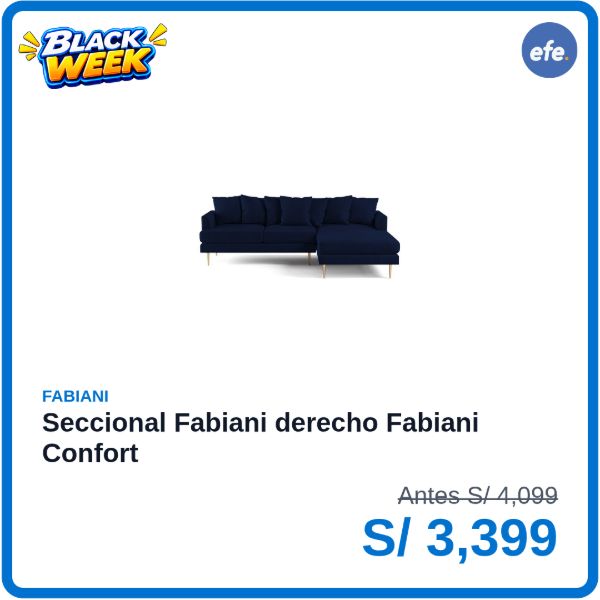 BLACK
WEEK
efe.
FABIANI
Seccional Fabiani derecho Fabiani
Confort
Antes S/ 4,099
S/ 3,399